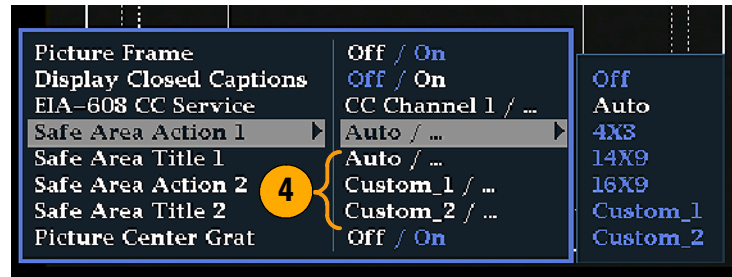 Picture Frame Off / On
Display Closed Captions Off / On
EIA-608 CC Service CC Channel 1 / ...
Safe Area Action 1 Auto / ...
Safe Area Title 1 Auto / ...
Safe Area Action 2 Custom_1 / ...
Safe Area Title 2 Custom_2 / ...
Picture Center Grat Off / On
4
Off
Auto
4X3
14X9
16X9
Custom_1
Custom_2